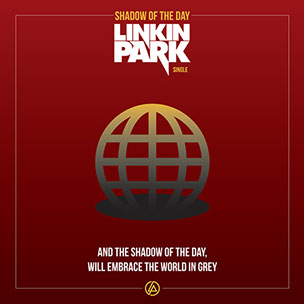 SHADOW OF THE DAY
LINKIN
PARK
SINGLE
AND THE SHADOW OF THE DAY,
WILL EMBRACE THE WORLD IN GREY